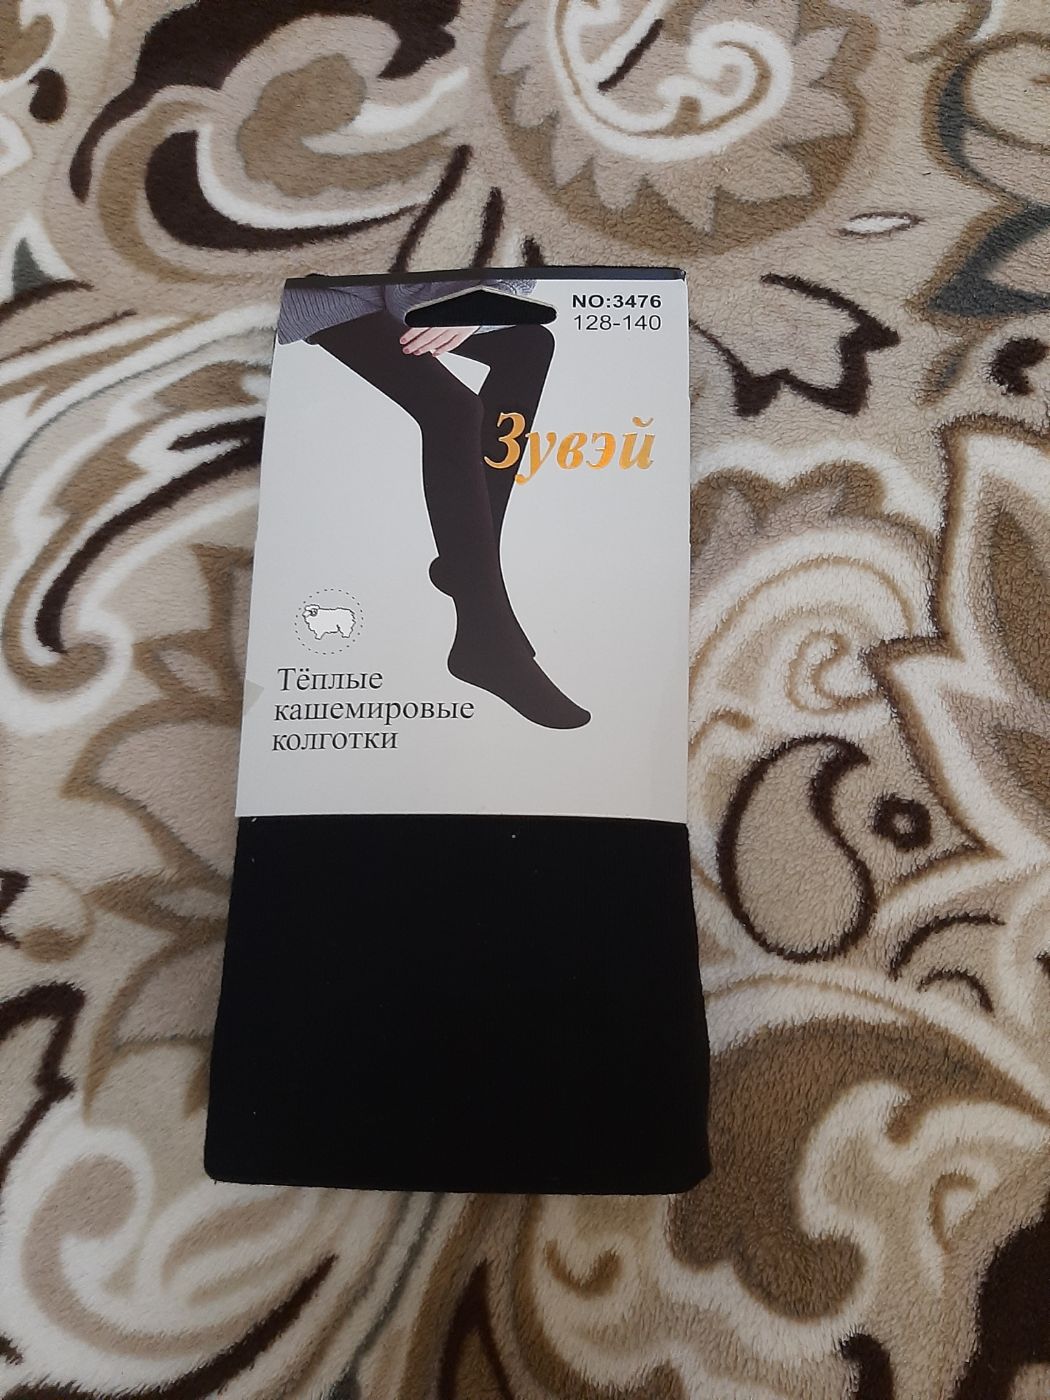 NO:3476
128-140
Зувэй
Тёплые
кашемировые
колготки